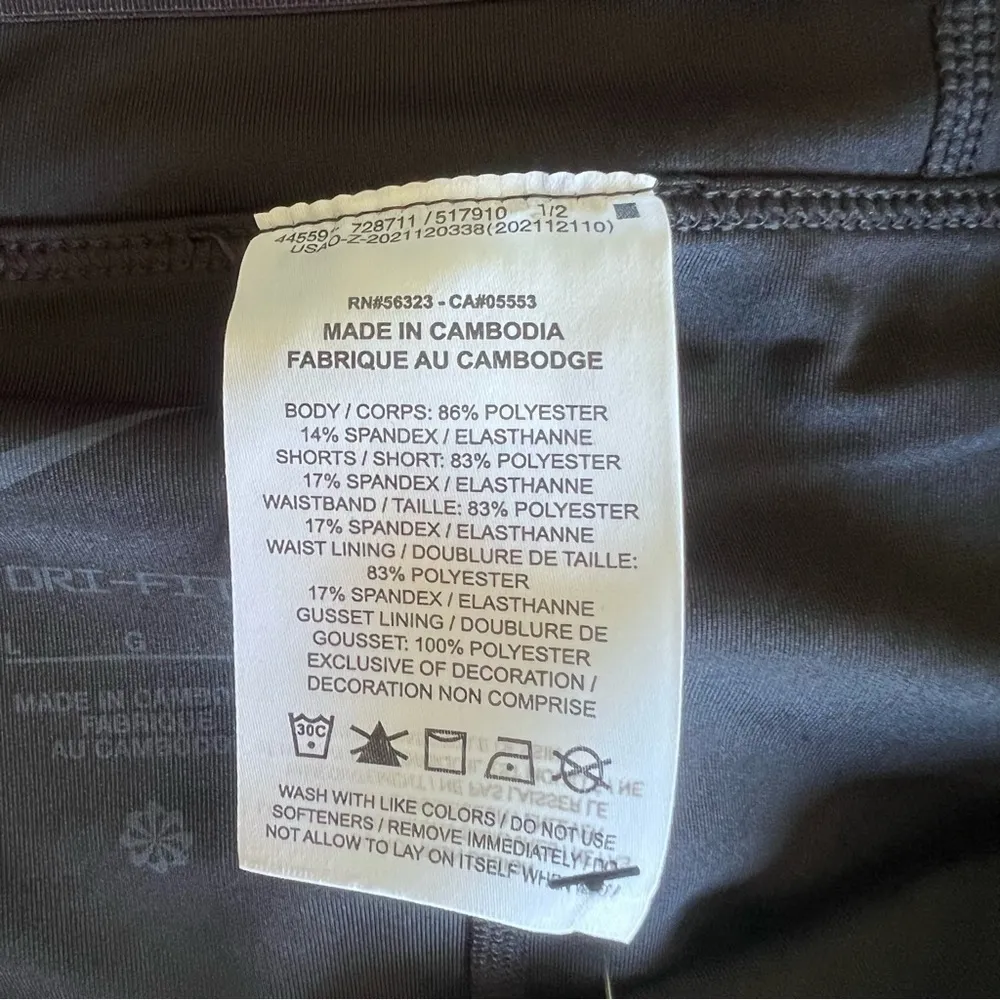 728711 / 517910 1/2
-Z-2021120338(202112110)
RN#56323 - CA#05553
MADE IN CAMBODIA
FABRIQUE AU CAMBODGE
BODY / CORPS: 86% POLYESTER
14% SPANDEX / ELASTHANNE
SHORTS / SHORT: 83% POLYESTER
17% SPANDEX / ELASTHANNE
WAISTBAND / TAILLE: 83% POLYESTER
17% SPANDEX / ELASTHANNE
WAIST LINING / DOUBLURE DE TAILLE:
83% POLYESTER
17% SPANDEX / ELASTHANNE
GUSSET LINING / DOUBLURE DE
GOUSSET: 100% POLYESTER
EXCLUSIVE OF DECORATION /
DECORATION NON COMPRISE
30C
WASH WITH LIKE COLORS / DO NOT USE
SOFTENERS / REMOVE IMMEDIATELY / DO
NOT ALLOW TO LAY ON ITSELF
DRI-FIT
L G
MADE IN
FABRIQUE
AU CAMBODGE